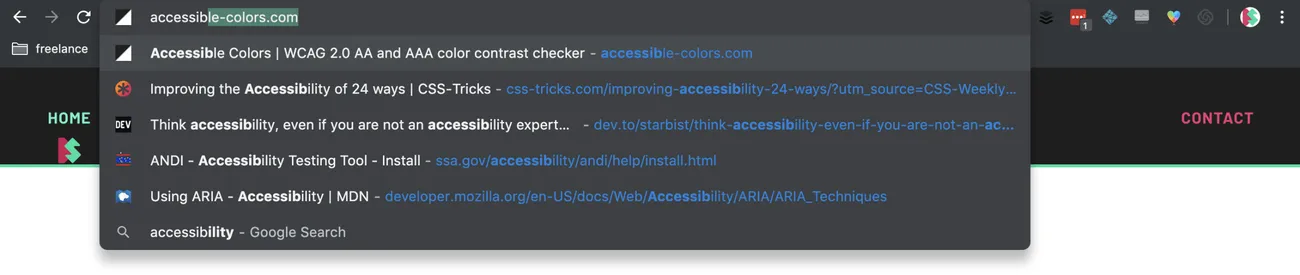 accessible-colors.com
1
freelance
Accessible Colors | WCAG 2.0 AA and AAA color contrast checker - accessible-colors.com
Improving the Accessibility of 24 ways | CSS-Tricks - css-tricks.com/improving-accessibility-24-ways/?utm_source=CSS-Weekly...
HOME
DEV Think accessibility, even if you are not an accessibility expert... - dev.to/starbist/think-accessibility-even-if-you-are-not-an-ac...
CONTACT
ANDI - Accessibility Testing Tool - Install - ssa.gov/accessibility/andi/help/install.html
Using ARIA - Accessibility | MDN - developer.mozilla.org/en-US/docs/Web/Accessibility/ARIA/ARIA_Techniques
accessibility - Google Search